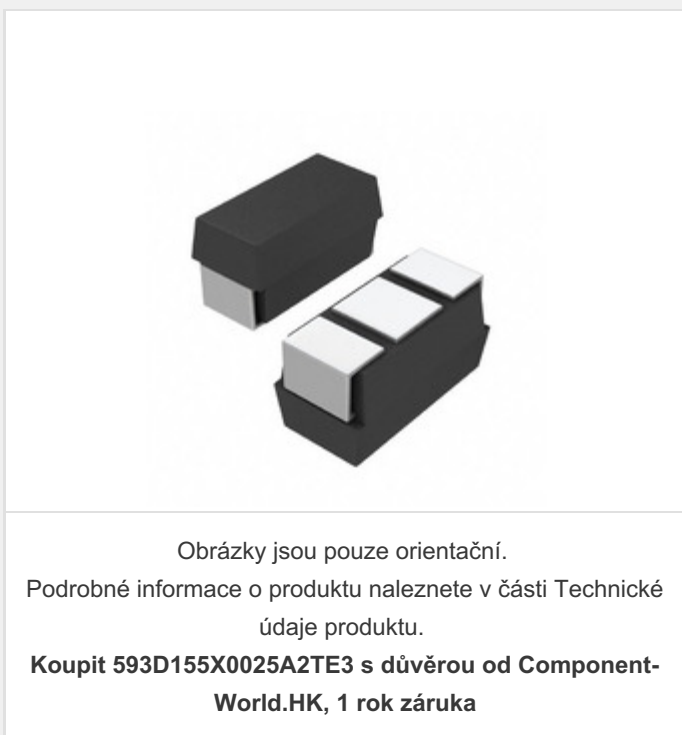 Obrázky jsou pouze orientační.
Podrobné informace o produktu naleznete v části Technické
údaje produktu.
Koupit 593D155X0025A2TE3 s důvěrou od Component-
World.HK, 1 rok záruka